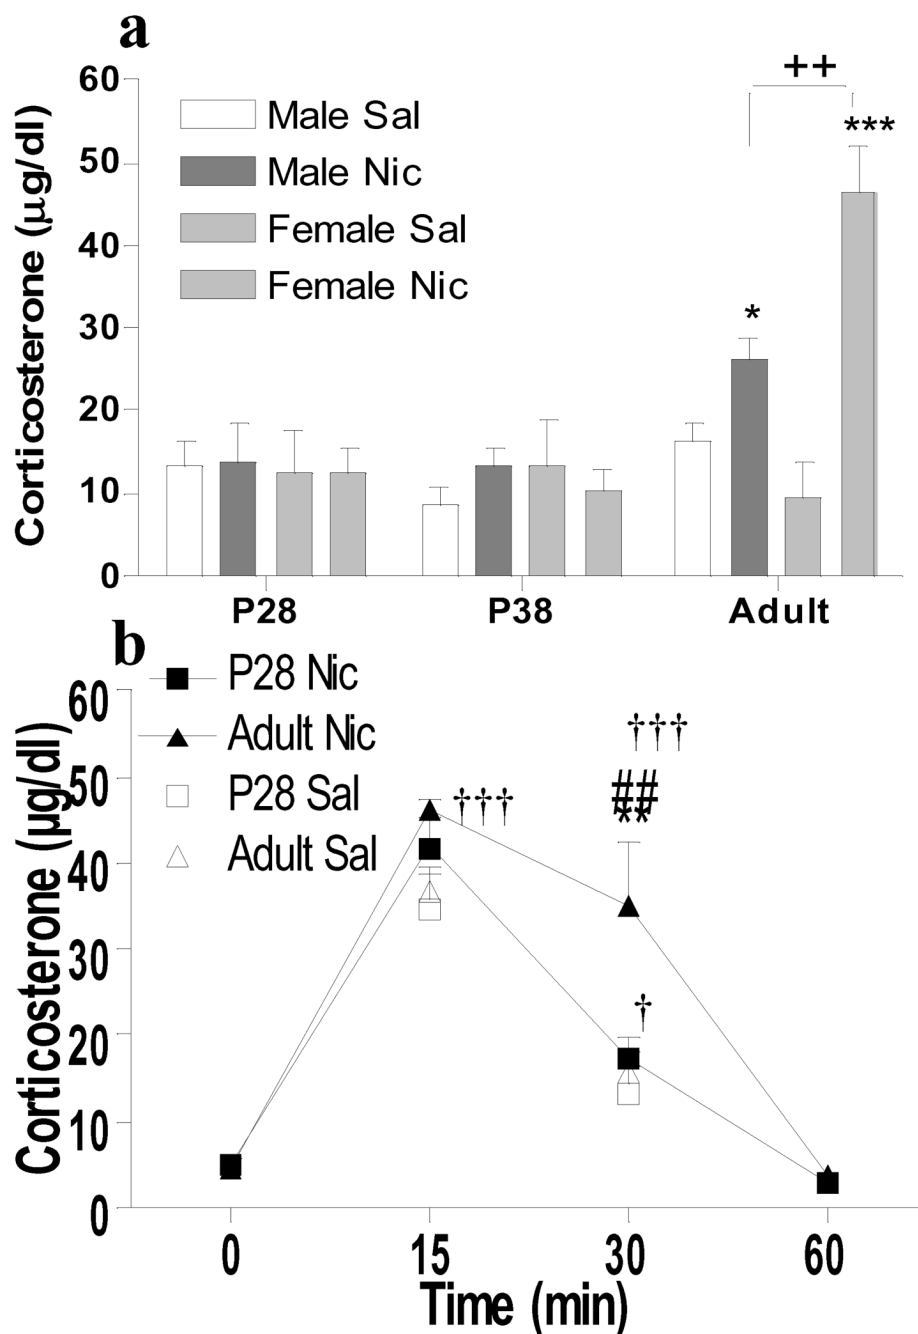 a
60
50
40
30
20
10
0
Corticosterone (µg/dl)
Male Sal
Male Nic
Female Sal
Female Nic
++
***
*
P28
P38
Adult
b
60
50
40
30
20
10
0
Corticosterone (µg/dl)
P28 Nic
Adult Nic
P28 Sal
Adult Sal
†††
†††
##
**
†
0
15
30
60
Time (min)